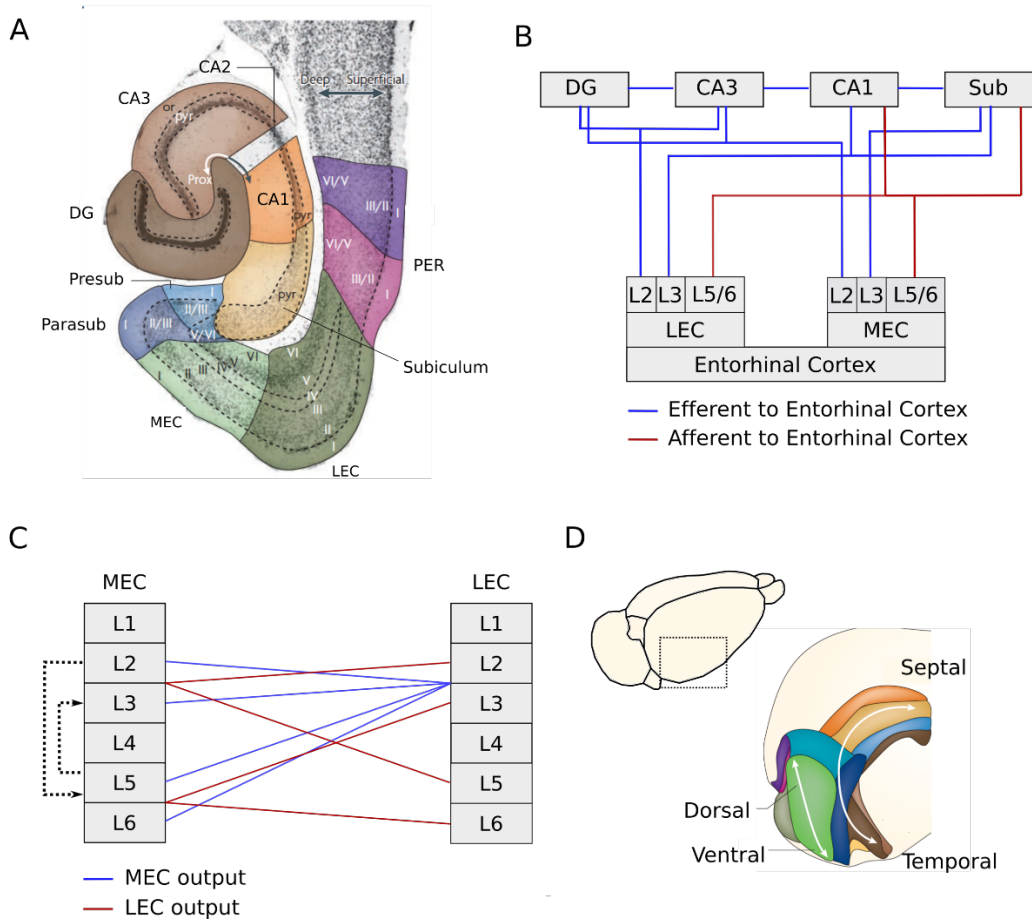 A
CA2
CA3
or
pyr
Deep
Superficial
Prox
CA1
DG
pyr
VI/V
III/II
I
VI/V
III/II
I
PER
Presub
I
II/III
V/VI
Parasub
I
II/III
pyr
Subiculum
I
II
III
IV
V
VI
MEC
VI
V
IV
III
II
I
LEC
B
DG
CA3
CA1
Sub
L2
L3
L5/6
LEC
L2
L3
L5/6
MEC
Entorhinal Cortex
Efferent to Entorhinal Cortex
Afferent to Entorhinal Cortex
C
MEC
LEC
L1
L1
L2
L2
L3
L3
L4
L4
L5
L5
L6
L6
MEC output
LEC output
D
Septal
Dorsal
Ventral
Temporal